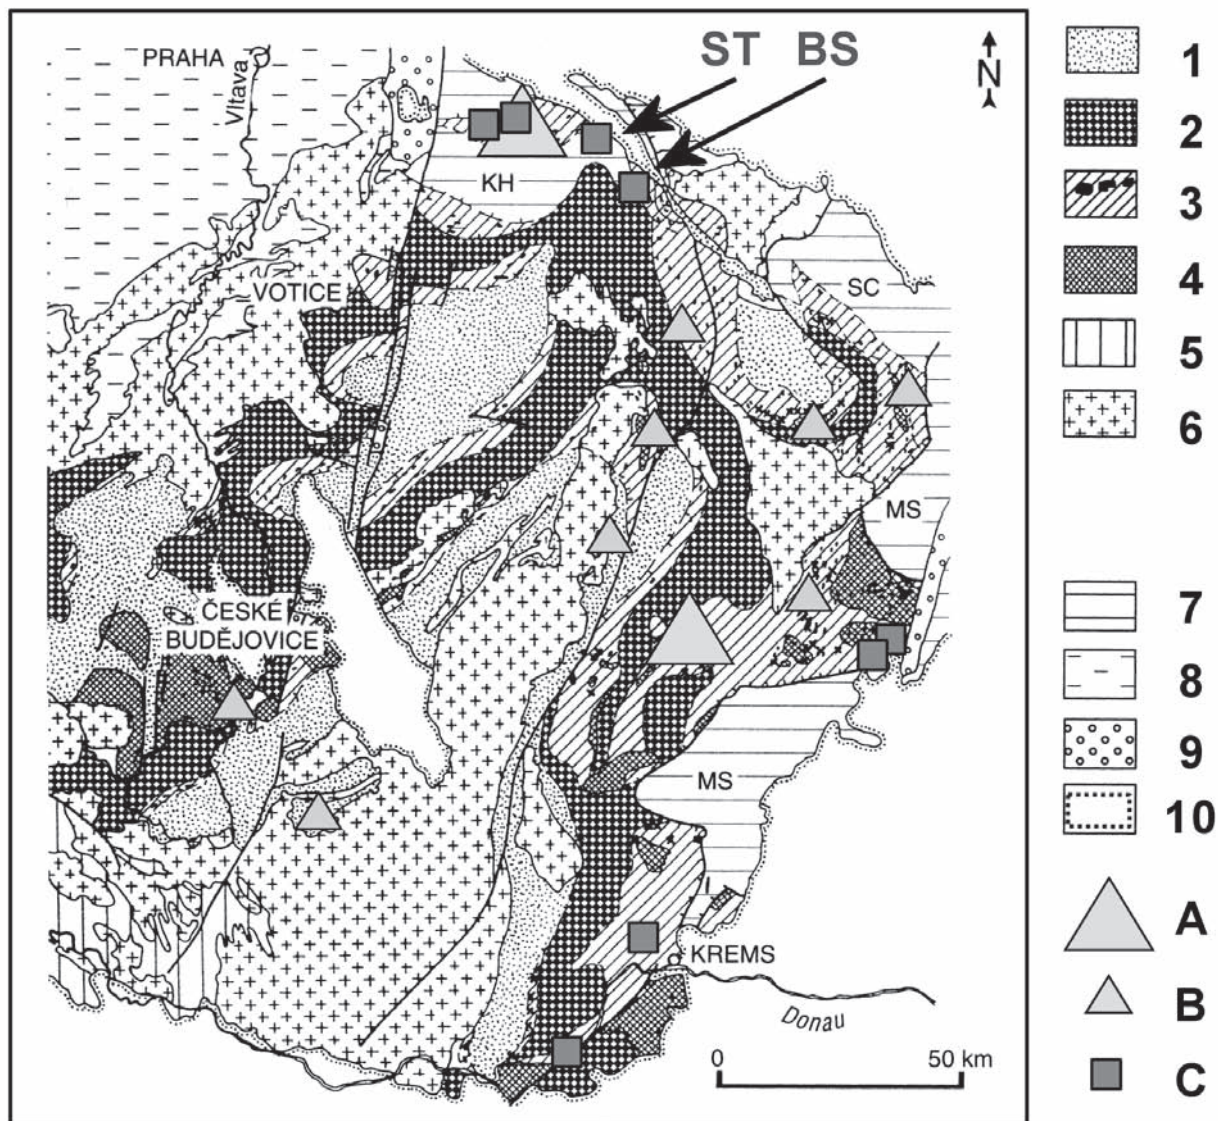 PRAHA
Vltava
ST BS
N
KH
VOTICE
SC
MS
ČESKÉ
BUDĚJOVICE
MS
KREMS
Donau
0 50 km
1
2
3
4
5
6
7
8
9
10
A
B
C